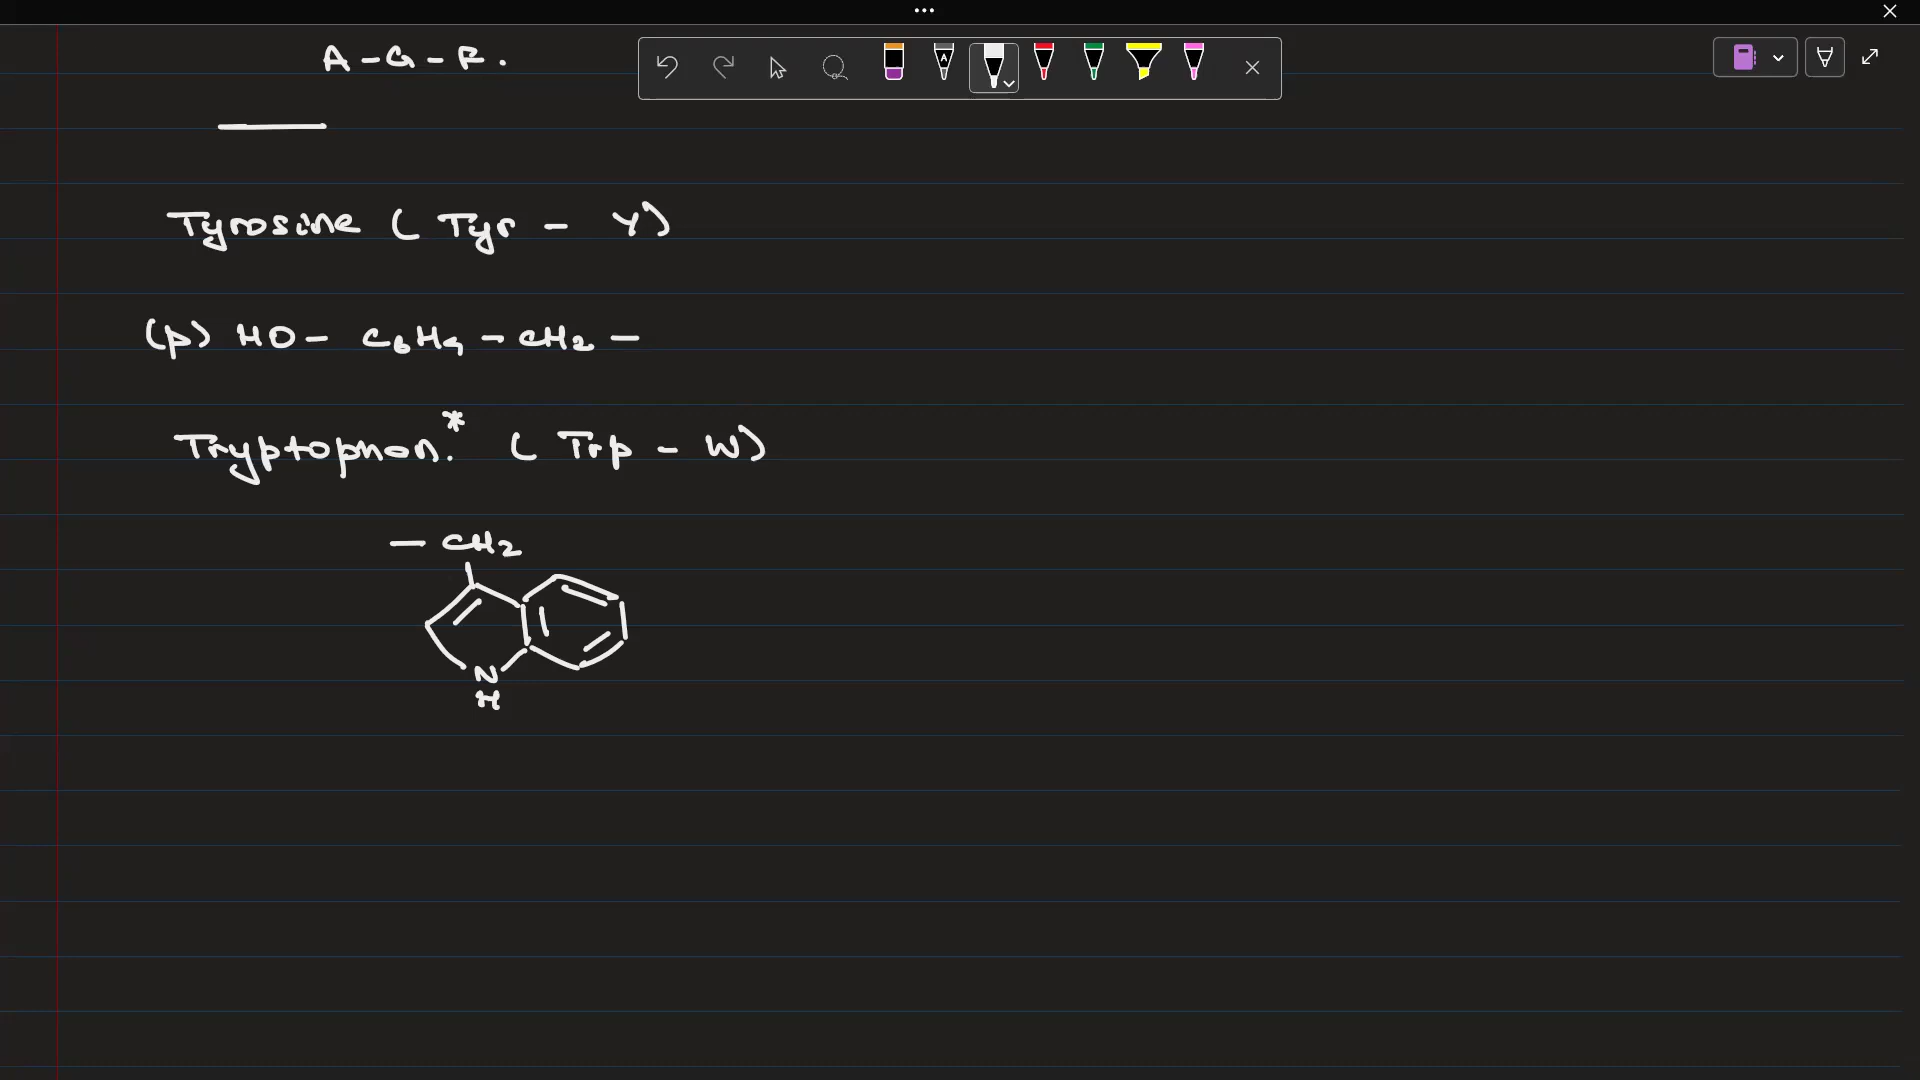 A - G - R.
Tyrosine ( Tyr - Y)
(p) HO - C6H4 - CH2 -
Tryptophan.* ( Trp - W)
- CH2
N
H